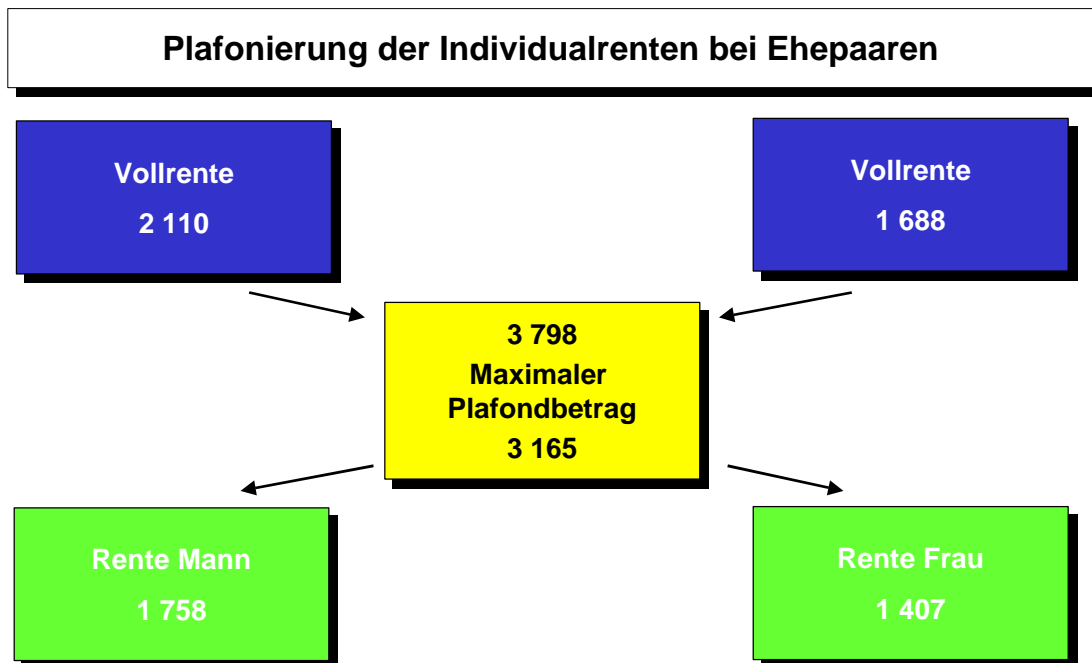 Plafonierung der Individualrenten bei Ehepaaren
Vollrente
2 110
Vollrente
1 688
3 798
Maximaler
Plafondbetrag
3 165
Rente Mann
1 758
Rente Frau
1 407